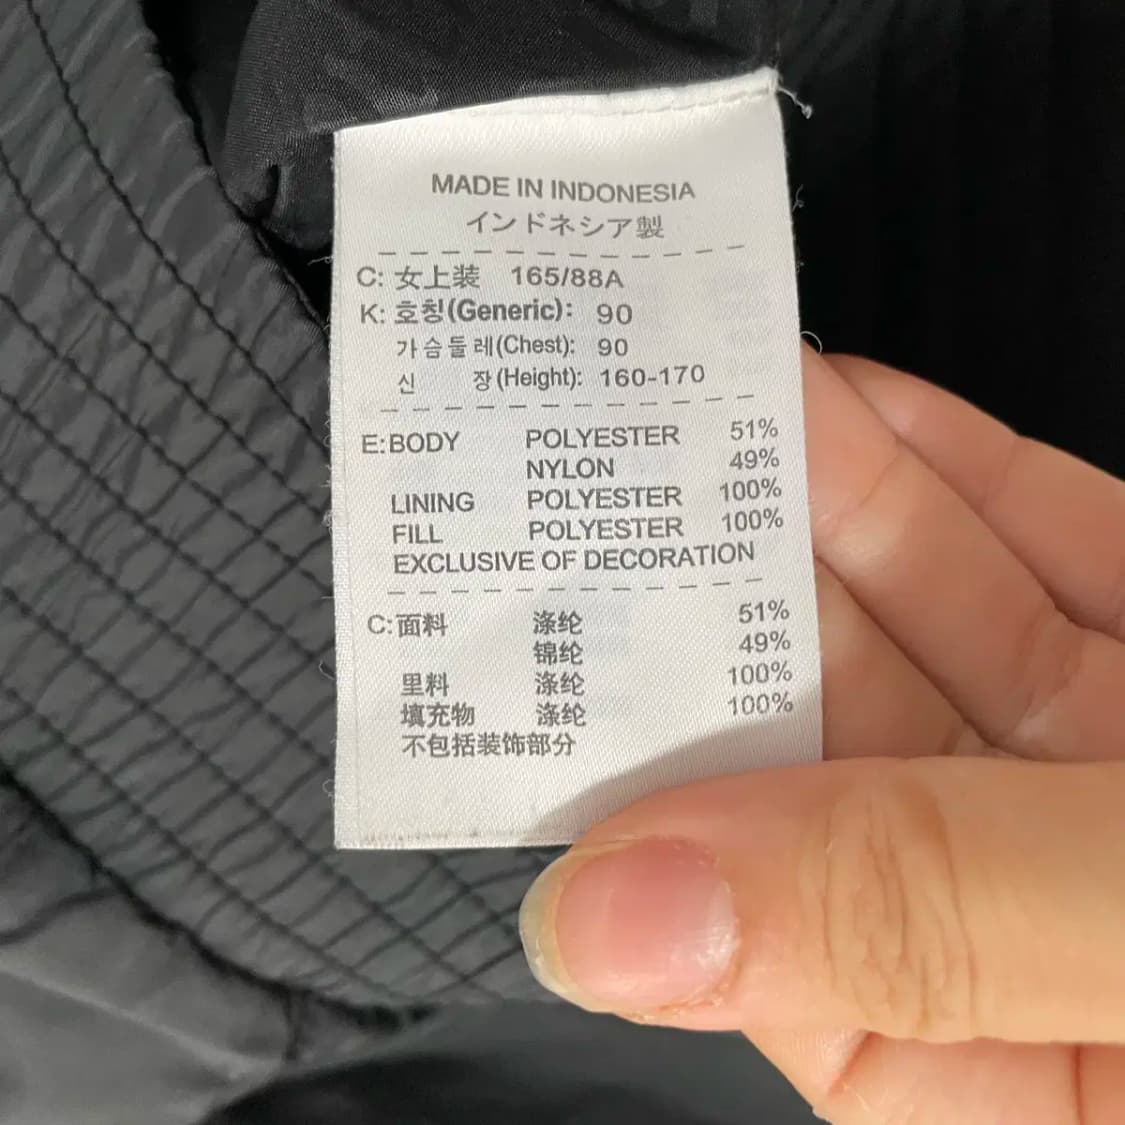 MADE IN INDONESIA
インドネシア製
C: 女上装 165/88A
K: 호칭(Generic): 90
가슴둘레(Chest): 90
신 장(Height): 160-170
E: BODY POLYESTER 51%
NYLON 49%
LINING POLYESTER 100%
FILL POLYESTER 100%
EXCLUSIVE OF DECORATION
C: 面料 涤纶 51%
锦纶 49%
里料 涤纶 100%
填充物 涤纶 100%
不包括装饰部分